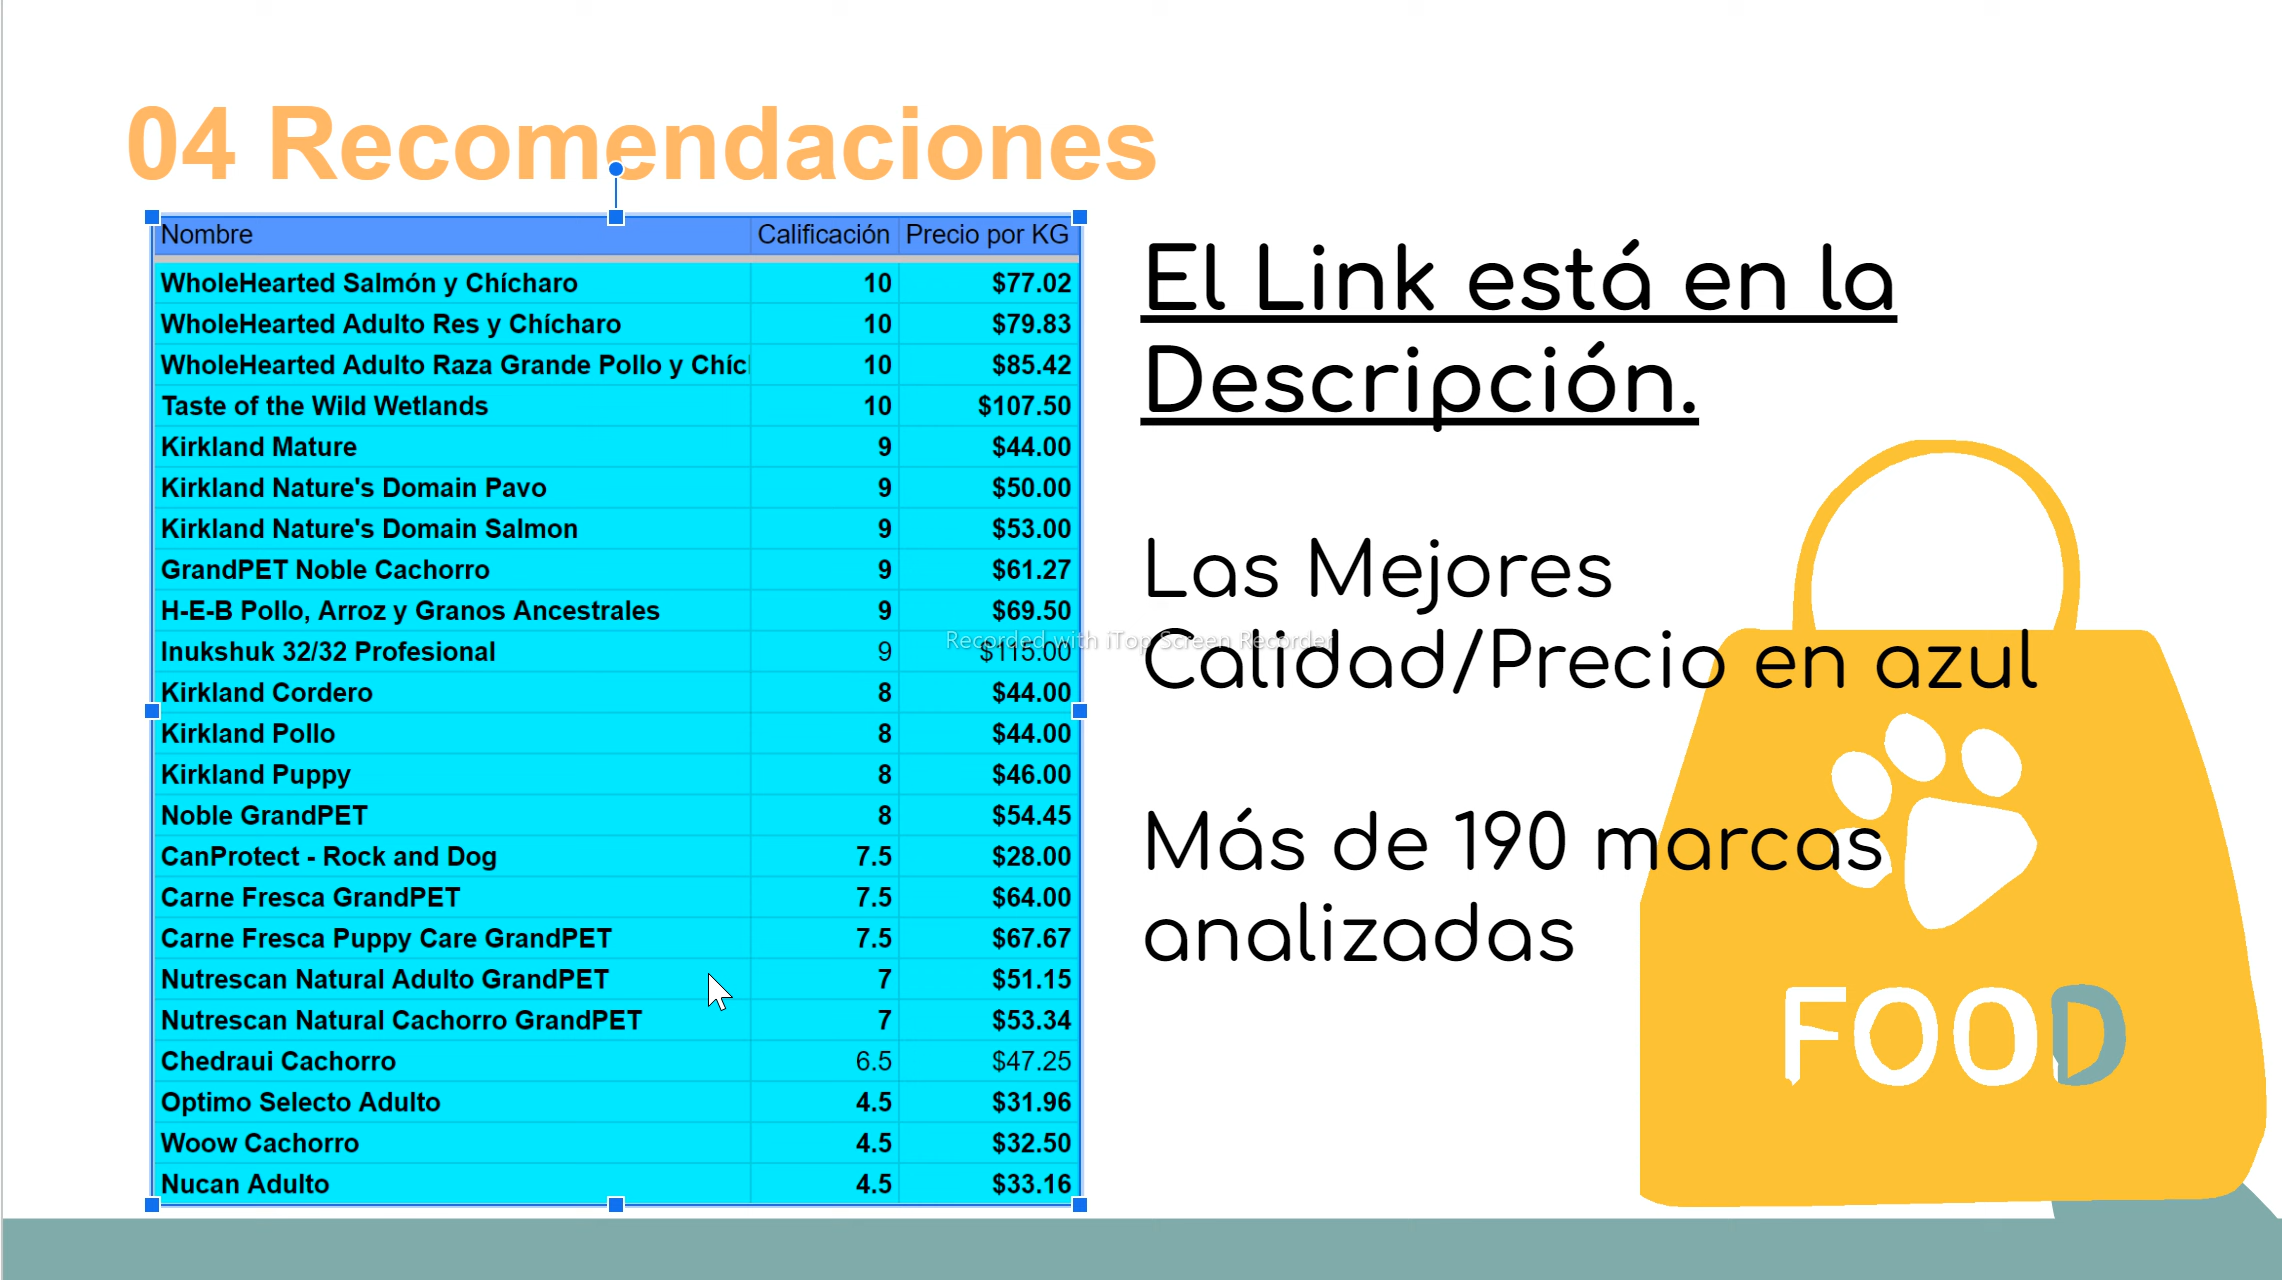 04 Recomendaciones
Nombre Calificación Precio por KG
WholeHearted Salmón y Chícharo 10 $77.02
WholeHearted Adulto Res y Chícharo 10 $79.83
WholeHearted Adulto Raza Grande Pollo y Chícl 10 $85.42
Taste of the Wild Wetlands 10 $107.50
Kirkland Mature 9 $44.00
Kirkland Nature's Domain Pavo 9 $50.00
Kirkland Nature's Domain Salmon 9 $53.00
GrandPET Noble Cachorro 9 $61.27
H-E-B Pollo, Arroz y Granos Ancestrales 9 $69.50
Inukshuk 32/32 Profesional 9 $115.00
Kirkland Cordero 8 $44.00
Kirkland Pollo 8 $44.00
Kirkland Puppy 8 $46.00
Noble GrandPET 8 $54.45
CanProtect - Rock and Dog 7.5 $28.00
Carne Fresca GrandPET 7.5 $64.00
Carne Fresca Puppy Care GrandPET 7.5 $67.67
Nutrescan Natural Adulto GrandPET 7 $51.15
Nutrescan Natural Cachorro GrandPET 7 $53.34
Chedraui Cachorro 6.5 $47.25
Optimo Selecto Adulto 4.5 $31.96
Woow Cachorro 4.5 $32.50
Nucan Adulto 4.5 $33.16
El Link está en la
Descripción.
Las Mejores
Recorded with iTop Screen Recorder
Calidad/Precio en azul
Más de 190 marcas
analizadas
FOOD